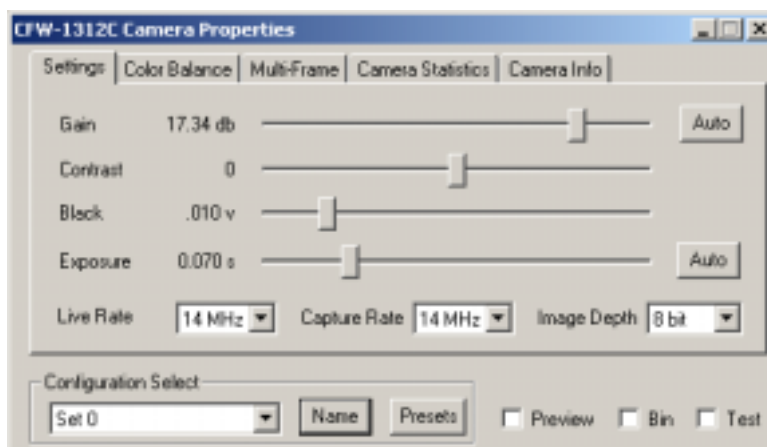 CFW-1312C Camera Properties
Settings Color Balance Multi-Frame Camera Statistics Camera Info
Gain 17.34 db Auto
Contrast 0
Black .010 v
Exposure 0.070 s Auto
Live Rate 14 MHz Capture Rate 14 MHz Image Depth 8 bit
Configuration Select
Set 0 Name Presets Preview Bin Test